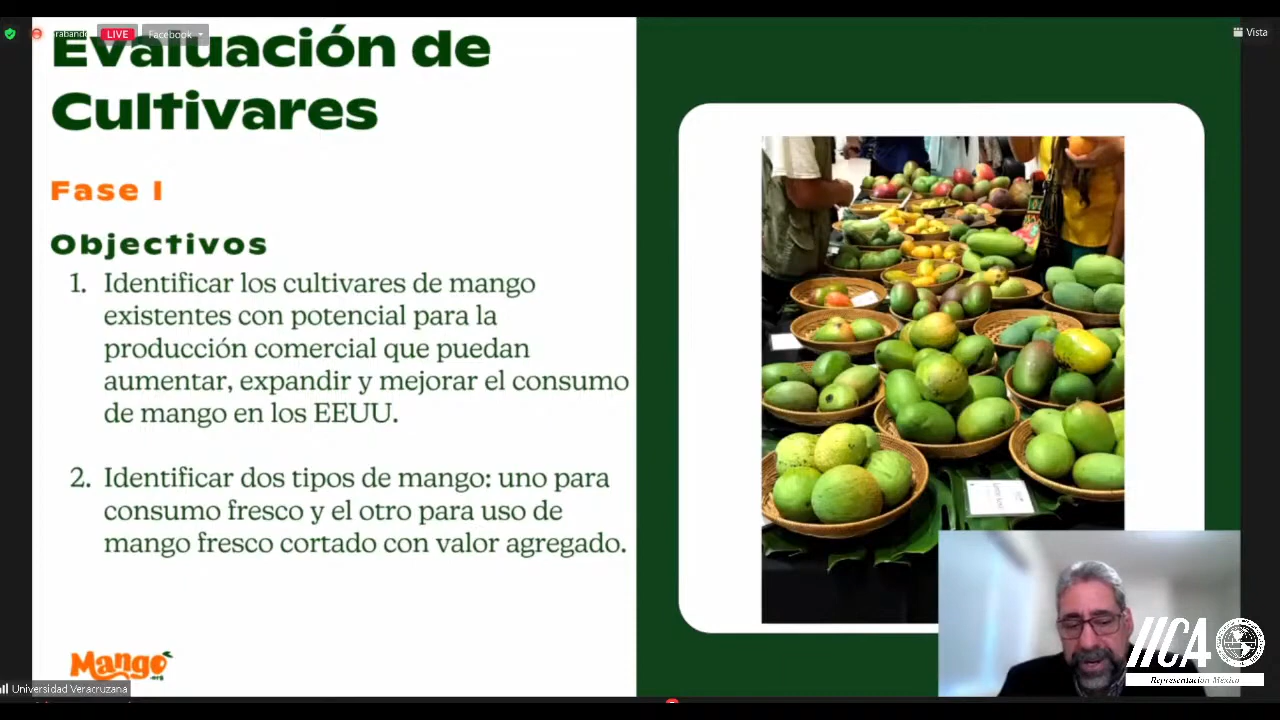 LIVE
Facebook
Vista
Evaluación de
Cultivares
Fase I
Objectivos
1. Identificar los cultivares de mango
existentes con potencial para la
producción comercial que puedan
aumentar, expandir y mejorar el consumo
de mango en los EEUU.
2. Identificar dos tipos de mango: uno para
consumo fresco y el otro para uso de
mango fresco cortado con valor agregado.
Mango
.org
Universidad Veracruzana
IICA
Representación México